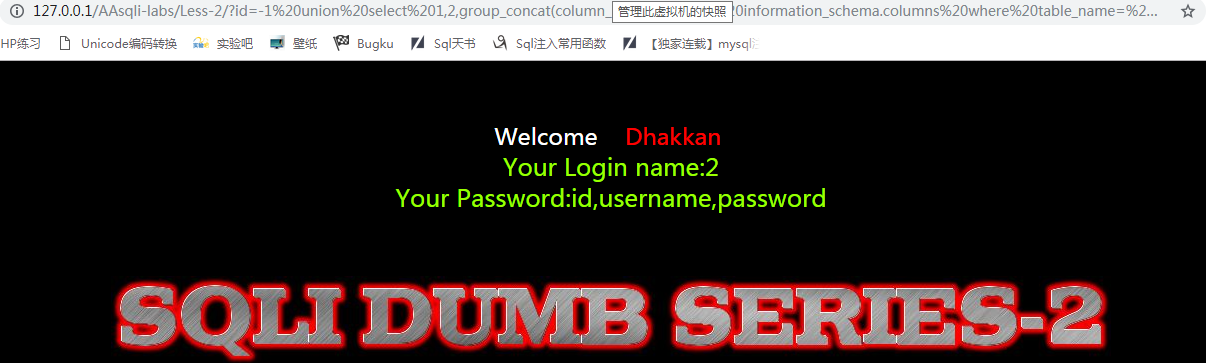 127.0.0.1/AAsqli-labs/Less-2/?id=-1%20union%20select%201,2,group_concat(column_ 管理此虚拟机的快照 0information_schema.columns%20where%20table_name=%2...
HP练习 Unicode编码转换 实验吧 壁纸 Bugku Sql天书 Sql注入常用函数 【独家连载】mysql
Welcome Dhakkan
Your Login name:2
Your Password:id,username,password
SQLI DUMB SERIES-2